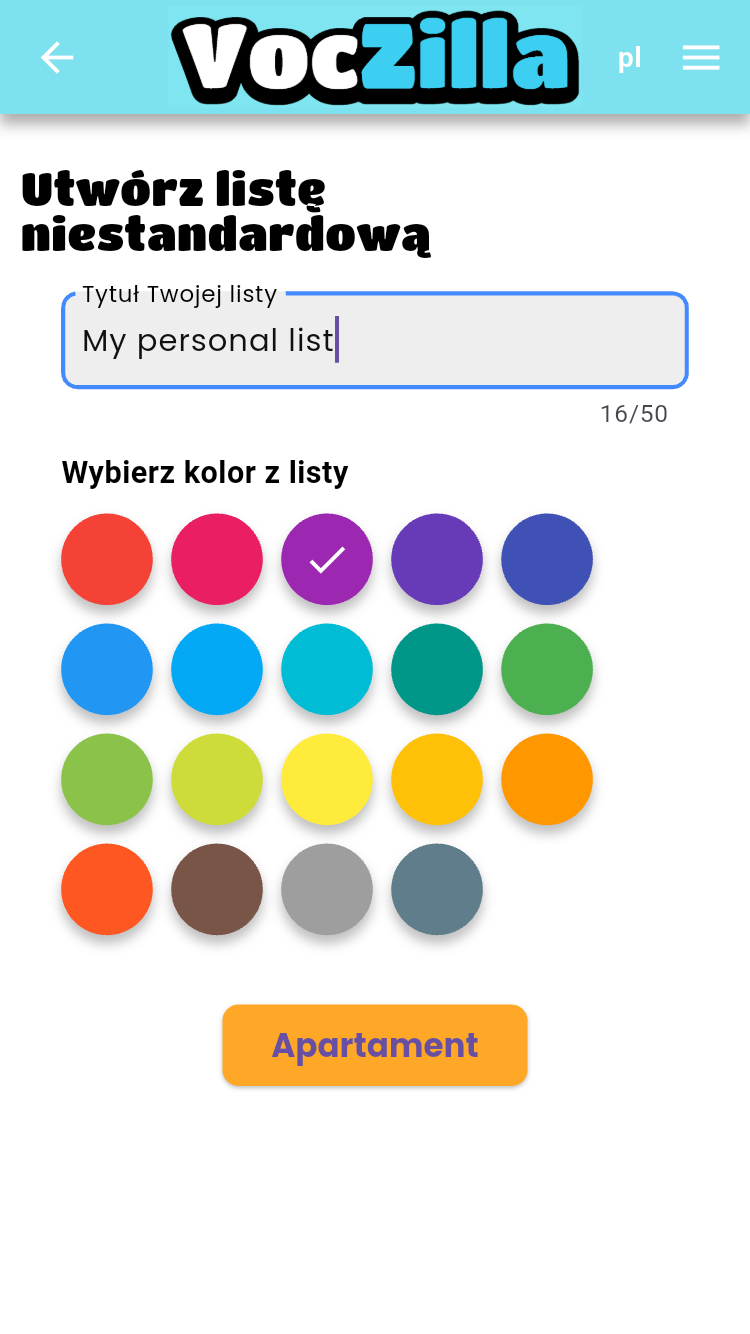 VocZilla
pl
Utwórz listę
niestandardową
Tytuł Twojej listy
My personal list
16/50
Wybierz kolor z listy
Apartament